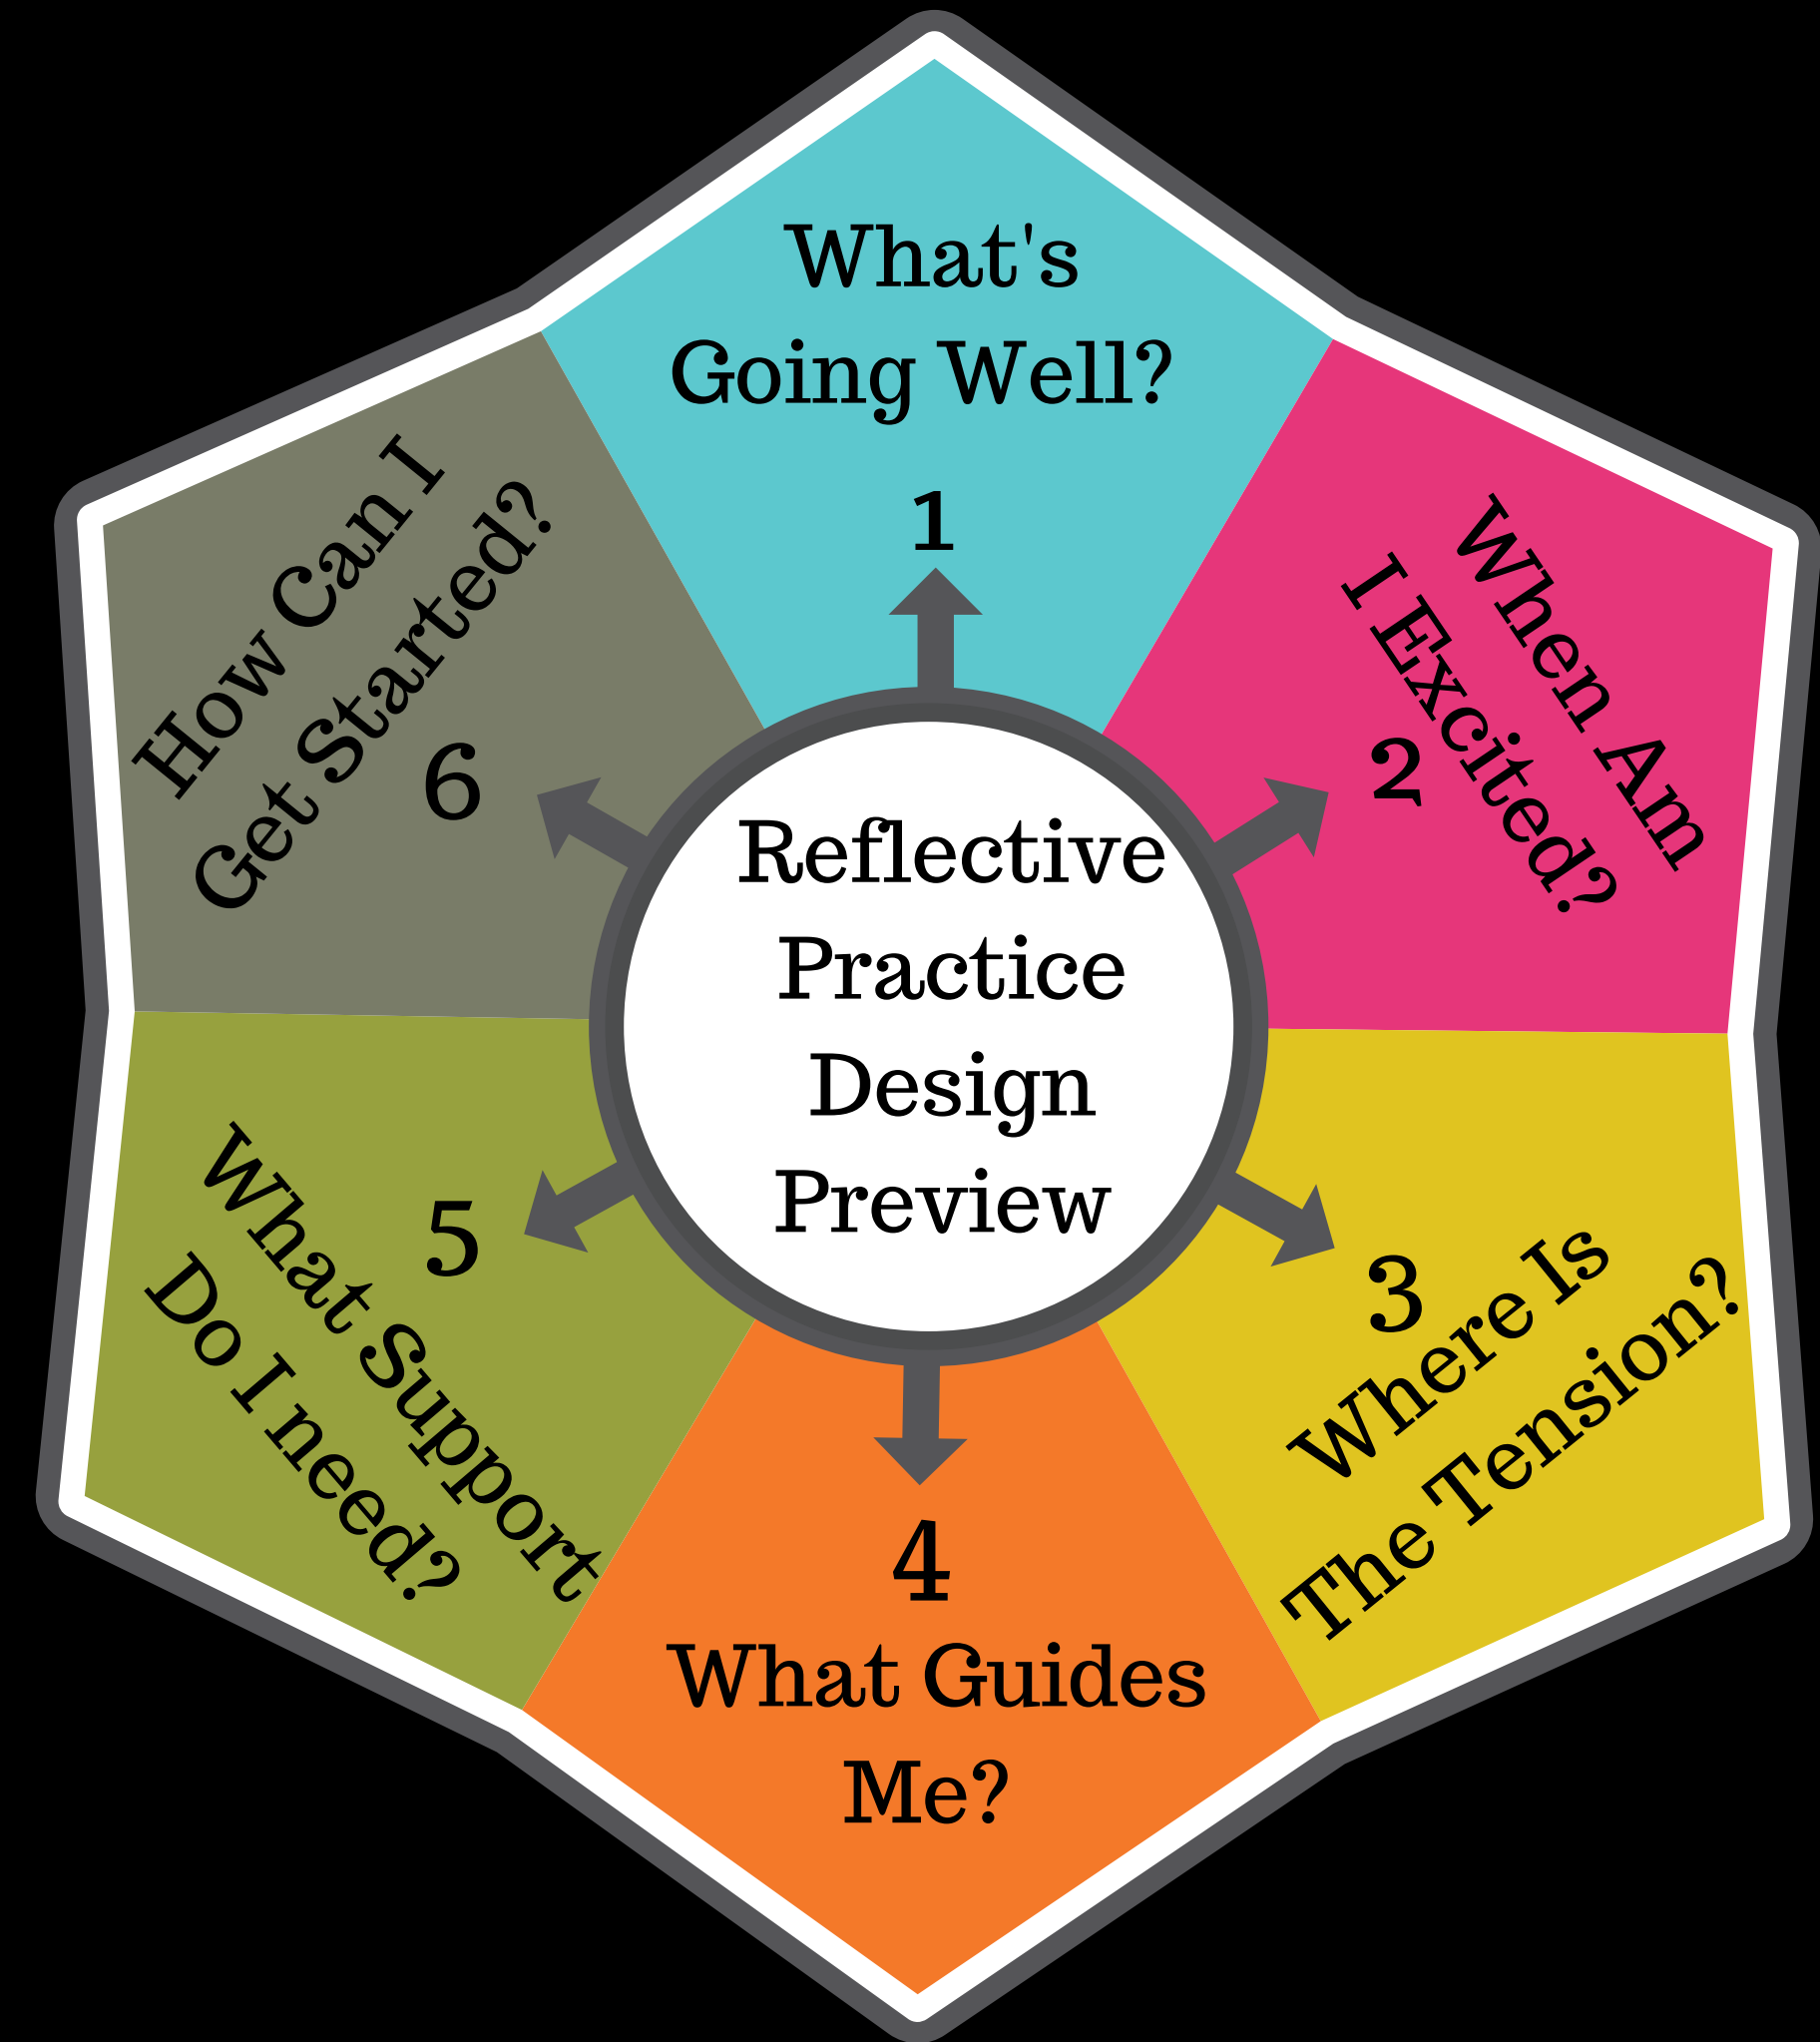 Reflective
Practice
Design
Preview
What's
Going Well?
1
When Am
I Excited?
2
3
Where Is
The Tension?
4
What Guides
Me?
5
What Support
Do I need?
How Can I
Get Started?
6